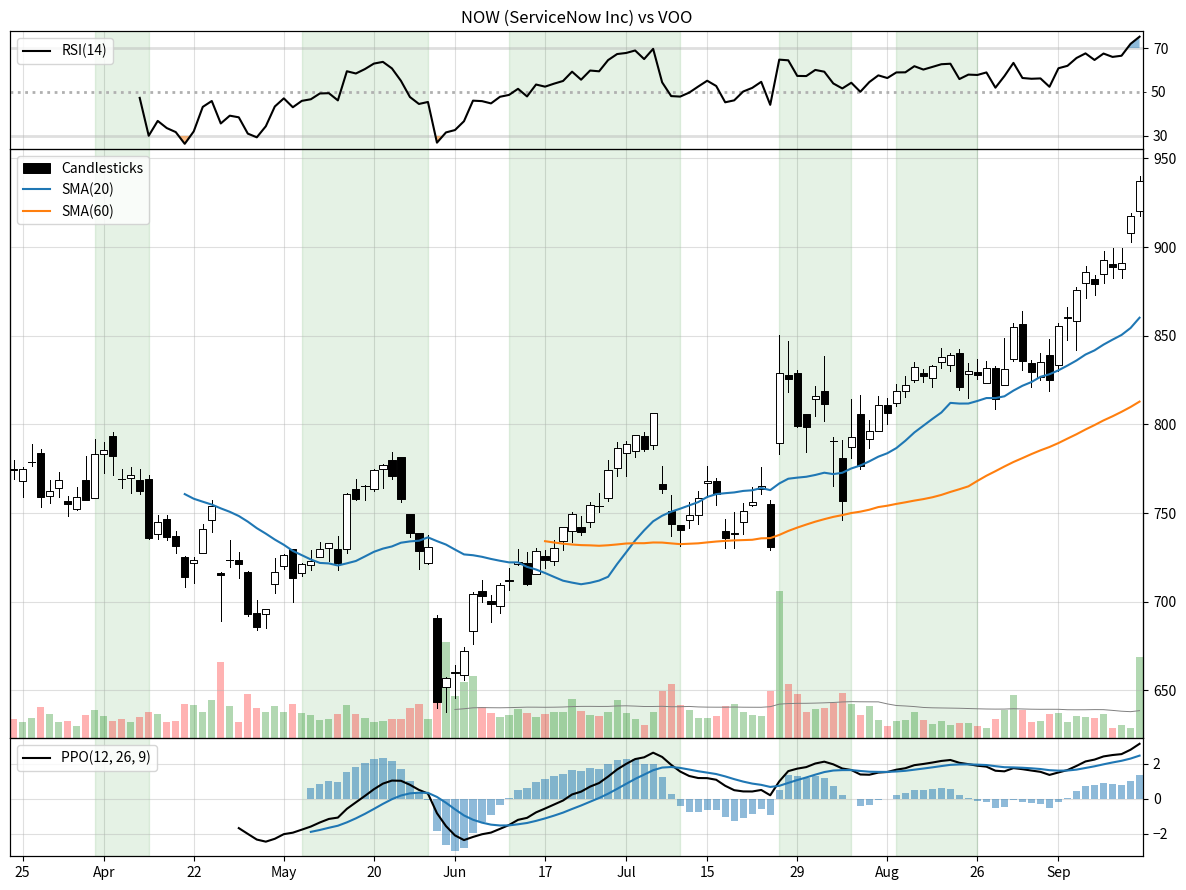 NOW (ServiceNow Inc) vs VOO
RSI(14)
70
50
30
Candlesticks
SMA(20)
SMA(60)
950
900
850
800
750
700
650
PPO(12, 26, 9)
2
0
−2
25 Apr 22 May 20 Jun 17 Jul 15 29 Aug 26 Sep